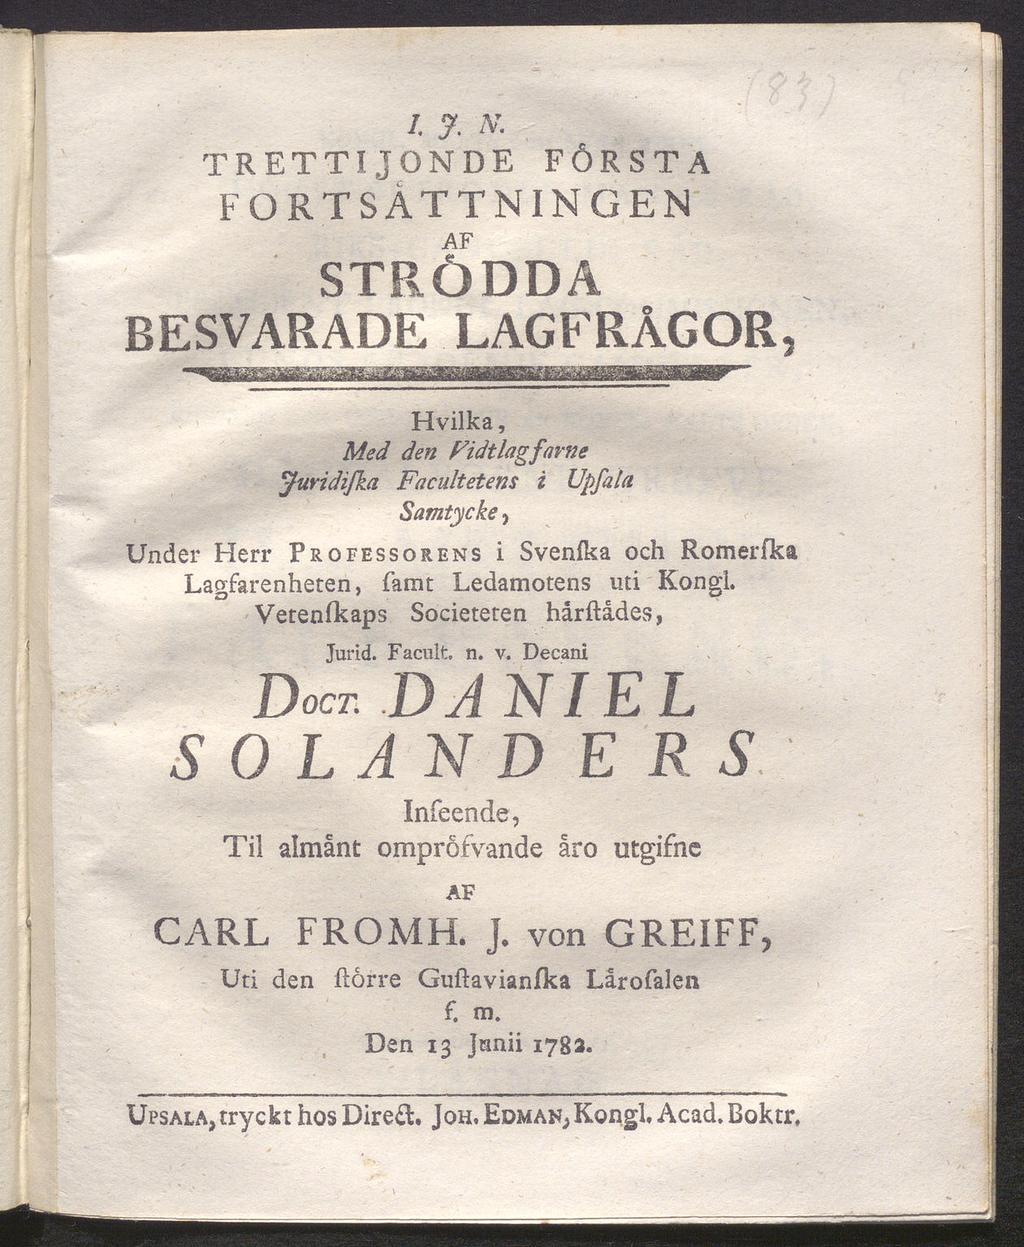 (83)
I. J. N.
TRETTIJONDE FÖRSTA
FORTSÅTTNINGEN
AF
STRÖDDA
BESVARADE LAGFRÅGOR,
Hvilka,
Med den Vidtlagfarne
Juridiſka Facultetens i Upſala
Samtycke,
Under Herr PROFESSORENS i Svenſka och Romerſka
Lagfarenheten, ſamt Ledamotens uti Kongl.
Vetenſkaps Societeten hårſtådes,
Jurid. Facult. n. v. Decani
DOCT. DANIEL
SOLANDERS
Inſeende,
Til almånt ompröfvande åro utgifne
AF
CARL FROMH. J. von GREIFF,
Uti den ſtörre Guſtavianſka Låroſalen
f. m.
Den 13 Junii 1782.
UPSALA, tryckt hos Direct. JOH. EDMAN, Kongl. Acad. Boktr.